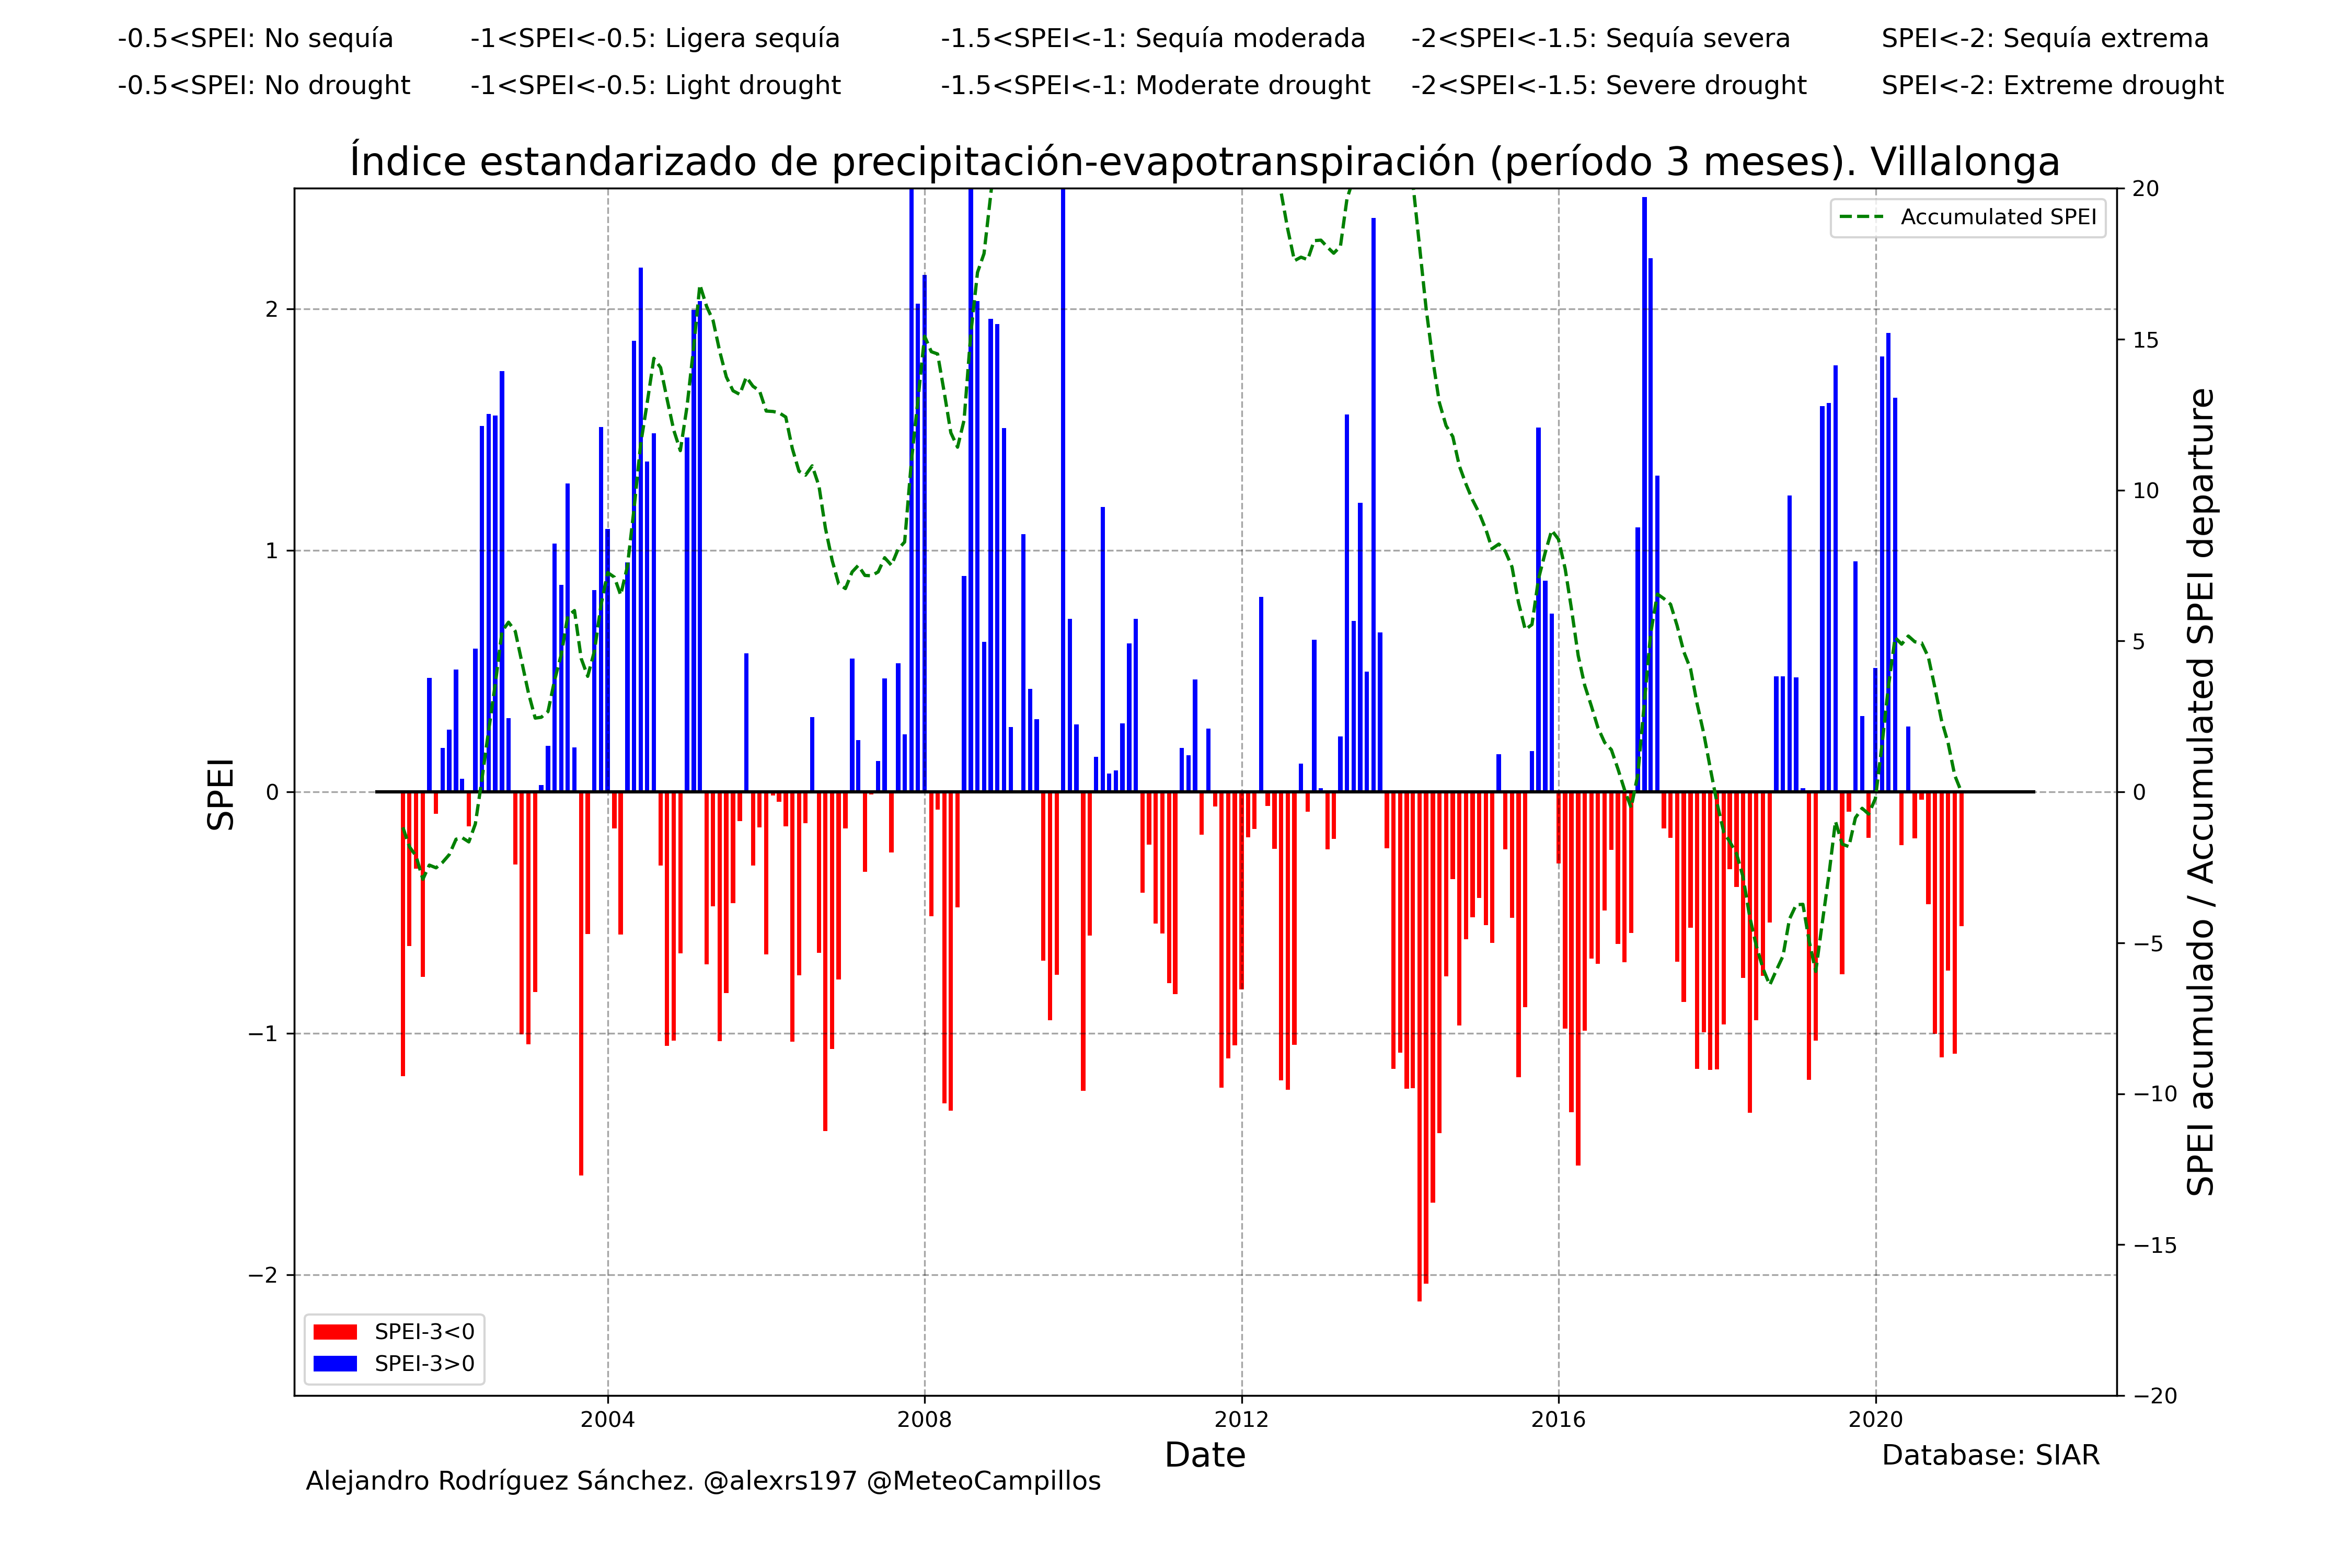 -0.5<SPEI: No sequía -1<SPEI<-0.5: Ligera sequía -1.5<SPEI<-1: Sequía moderada -2<SPEI<-1.5: Sequía severa SPEI<-2: Sequía extrema
-0.5<SPEI: No drought -1<SPEI<-0.5: Light drought -1.5<SPEI<-1: Moderate drought -2<SPEI<-1.5: Severe drought SPEI<-2: Extreme drought
Índice estandarizado de precipitación-evapotranspiración (período 3 meses). Villalonga
Accumulated SPEI
SPEI
2
1
0
−1
−2
20
15
10
5
0
−5
−10
−15
−20
SPEI acumulado / Accumulated SPEI departure
SPEI-3<0
SPEI-3>0
2004 2008 2012 2016 2020
Date
Database: SIAR
Alejandro Rodríguez Sánchez. @alexrs197 @MeteoCampillos